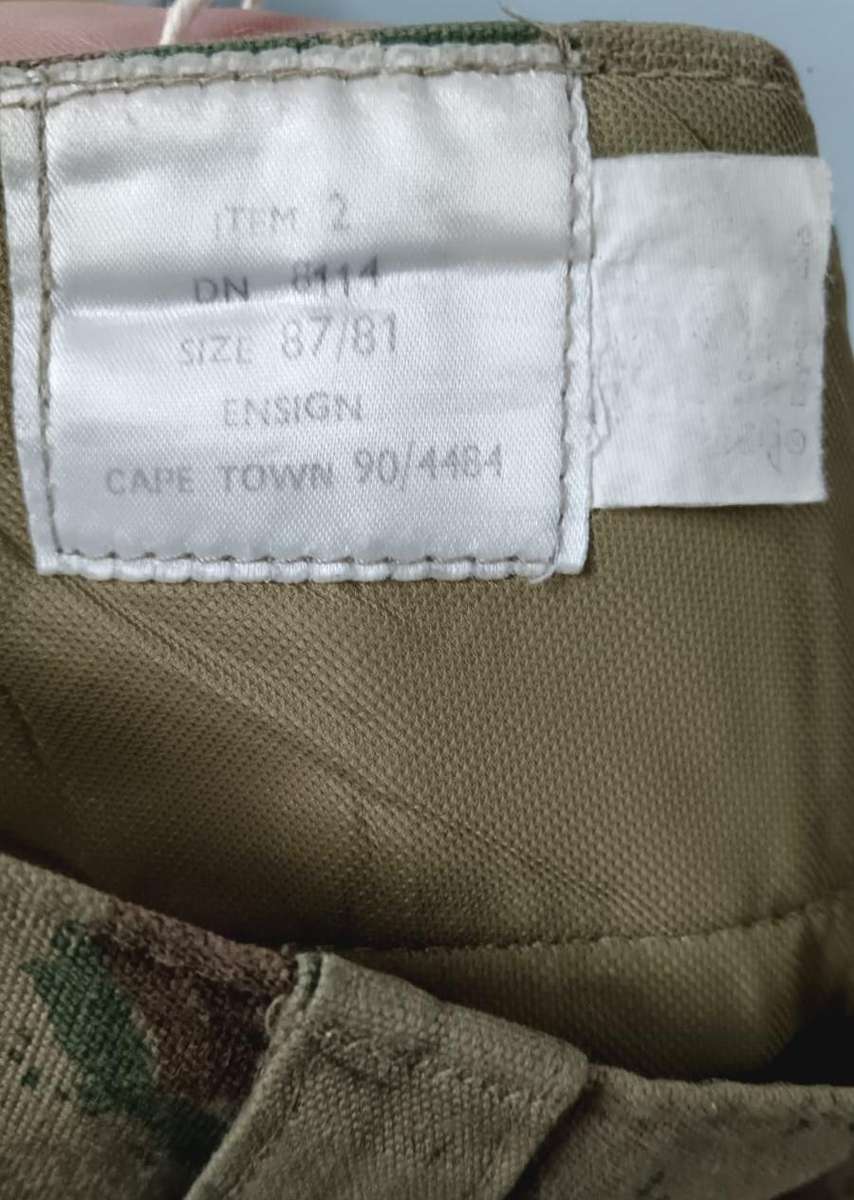 ITEM 2
DN 8114
SIZE 87/81
ENSIGN
CAPE TOWN 90/4484